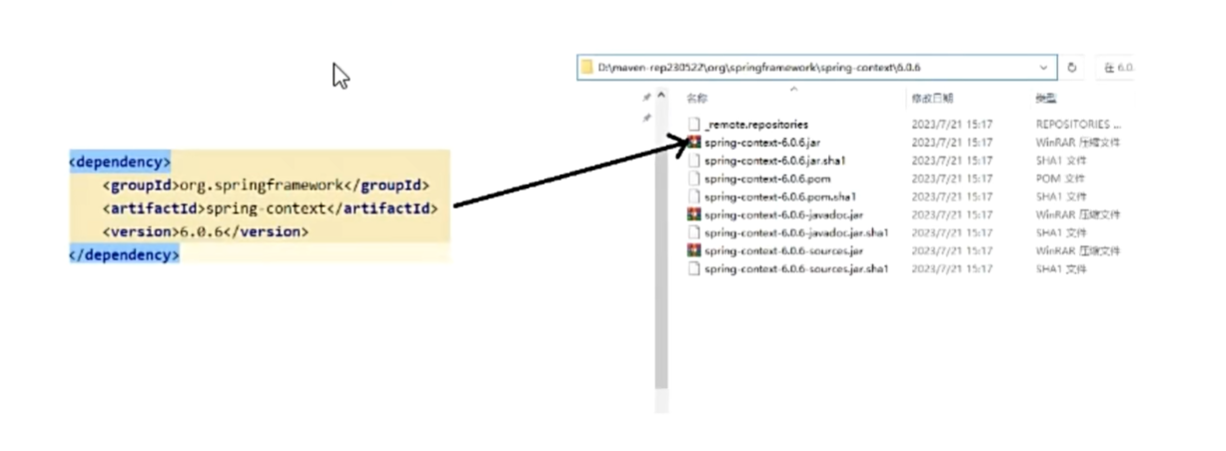 <dependency>
<groupId>org.springframework</groupId>
<artifactId>spring-context</artifactId>
<version>6.0.6</version>
</dependency>
D:\maven-rep230522\org\springframework\spring-context\6.0.6
在 6.0.
名称 修改日期 类型
_remote.repositories 2023/7/21 15:17 REPOSITORIES ...
spring-context-6.0.6.jar 2023/7/21 15:17 WinRAR 压缩文件
spring-context-6.0.6.jar.sha1 2023/7/21 15:17 SHA1 文件
spring-context-6.0.6.pom 2023/7/21 15:17 POM 文件
spring-context-6.0.6.pom.sha1 2023/7/21 15:17 SHA1 文件
spring-context-6.0.6-javadoc.jar 2023/7/21 15:17 WinRAR 压缩文件
spring-context-6.0.6-javadoc.jar.sha1 2023/7/21 15:17 SHA1 文件
spring-context-6.0.6-sources.jar 2023/7/21 15:17 WinRAR 压缩文件
spring-context-6.0.6-sources.jar.sha1 2023/7/21 15:17 SHA1 文件